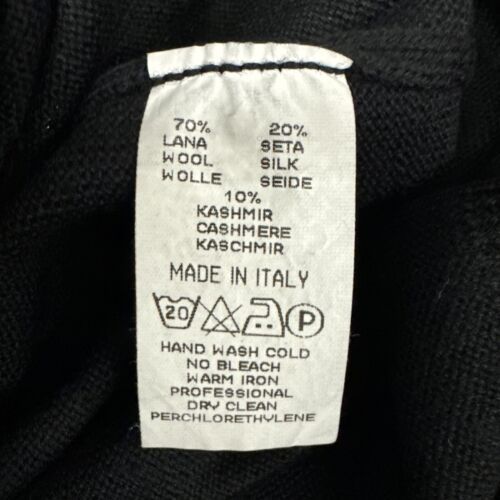 70% 20%
LANA SETA
WOOL SILK
WOLLE SEIDE
10%
KASHMIR
CASHMERE
KASCHMIR
MADE IN ITALY
20 P
HAND WASH COLD
NO BLEACH
WARM IRON
PROFESSIONAL
DRY CLEAN
PERCHLORETHYLENE